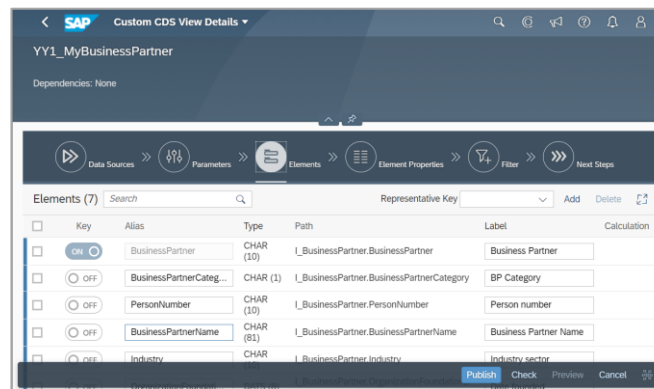 SAP Custom CDS View Details
YY1_MyBusinessPartner
Dependencies: None
Data Sources Parameters Elements Element Properties Filter Next Steps
Elements (7) Search Representative Key Add Delete
Key Alias Type Path Label Calculation
ON BusinessPartner CHAR (10) I_BusinessPartner.BusinessPartner Business Partner
OFF BusinessPartnerCateg... CHAR (1) I_BusinessPartner.BusinessPartnerCategory BP Category
OFF PersonNumber CHAR (10) I_BusinessPartner.PersonNumber Person number
OFF BusinessPartnerName CHAR (81) I_BusinessPartner.BusinessPartnerName Business Partner Name
OFF Industry CHAR I_BusinessPartner.Industry Industry sector
Publish Check Preview Cancel